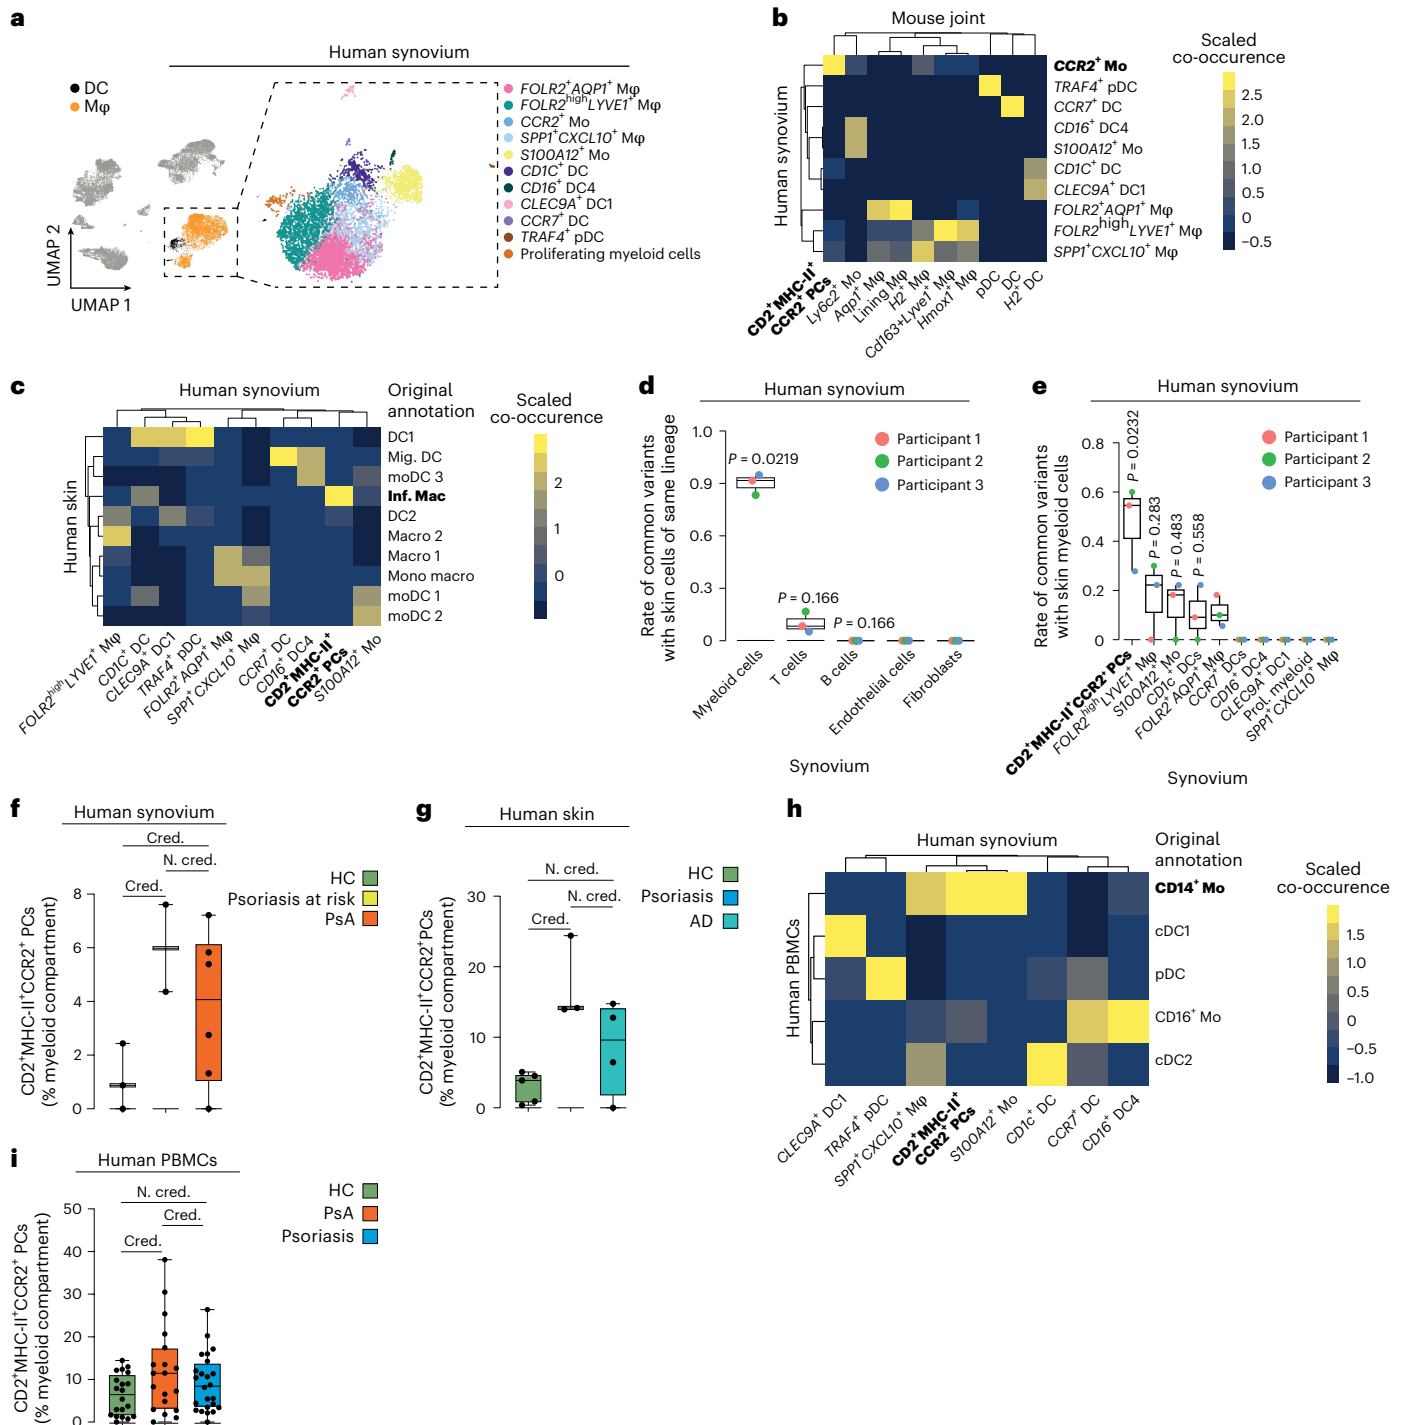 a
Human synovium
DC
Mφ
FOLR2⁺AQP1⁺ Mφ
FOLR2ʰⁱᵍʰLYVE1⁺ Mφ
CCR2⁺ Mo
SPP1⁺CXCL10⁺ Mφ
S100A12⁺ Mo
CD1C⁺ DC
CD16⁺ DC4
CLEC9A⁺ DC1
CCR7⁺ DC
TRAF4⁺ pDC
Proliferating myeloid cells
UMAP 2
UMAP 1
b
Mouse joint
Human synovium
CCR2⁺ Mo
TRAF4⁺ pDC
CCR7⁺ DC
CD16⁺ DC4
S100A12⁺ Mo
CD1C⁺ DC
CLEC9A⁺ DC1
FOLR2⁺AQP1⁺ Mφ
FOLR2ʰⁱᵍʰLYVE1⁺ Mφ
SPP1⁺CXCL10⁺ Mφ
CD2⁺MHC-II⁺
CCR2⁺ PCs
Ly6c2⁺ Mo
Aqp1⁺ Mφ
Lining Mφ
H2⁺ Mφ
Cd163+Lyve1⁺ Mφ
Hmox1⁺ Mφ
pDC
DC
H2⁺ DC
Scaled
co-occurence
2.5
2.0
1.5
1.0
0.5
0
−0.5
c
Human synovium
Original
annotation
Human skin
DC1
Mig. DC
moDC 3
Inf. Mac
DC2
Macro 2
Macro 1
Mono macro
moDC 1
moDC 2
FOLR2ʰⁱᵍʰLYVE1⁺ Mφ
CD1C⁺ DC
CLEC9A⁺ DC1
TRAF4⁺ pDC
FOLR2⁺AQP1⁺ Mφ
SPP1⁺CXCL10⁺ Mφ
CCR7⁺ DC
CD16⁺ DC4
CD2⁺MHC-II⁺
CCR2⁺ PCs
S100A12⁺ Mo
Scaled
co-occurence
2
1
0
d
Human synovium
Rate of common variants
with skin cells of same lineage
1.0
0.9
0.6
0.3
0
P = 0.0219
P = 0.166
P = 0.166
Participant 1
Participant 2
Participant 3
Myeloid cells
T cells
B cells
Endothelial cells
Fibroblasts
Synovium
e
Human synovium
Rate of common variants
with skin myeloid cells
0.8
0.6
0.4
0.2
0
P = 0.0232
P = 0.283
P = 0.483
P = 0.558
Participant 1
Participant 2
Participant 3
CD2⁺MHC-II⁺CCR2⁺ PCs
FOLR2ʰⁱᵍʰ LYVE1⁺ Mφ
S100A12⁺ Mo
CD1C⁺ DCs
FOLR2⁺AQP1⁺ Mφ
CCR7⁺ DCs
CD16⁺ DC4
CLEC9A⁺ DC1
Prol. myeloid
SPP1⁺CXCL10⁺ Mφ
Synovium
f
Human synovium
Cred.
N. cred.
Cred.
HC
Psoriasis at risk
PsA
CD2⁺MHC-II⁺CCR2⁺ PCs
(% myeloid compartment)
8
6
4
2
0
g
Human skin
N. cred.
N. cred.
Cred.
HC
Psoriasis
AD
CD2⁺MHC-II⁺CCR2⁺PCs
(% myeloid compartment)
30
20
10
0
h
Human synovium
Original
annotation
Human PBMCs
CD14⁺ Mo
cDC1
pDC
CD16⁺ Mo
cDC2
CLEC9A⁺ DC1
TRAF4⁺ pDC
SPP1⁺CXCL10⁺ Mφ
CD2⁺MHC-II⁺
CCR2⁺ PCs
S100A12⁺ Mo
CD1C⁺ DC
CCR7⁺ DC
CD16⁺ DC4
Scaled
co-occurence
1.5
1.0
0.5
0
−0.5
−1.0
i
Human PBMCs
N. cred.
Cred.
Cred.
HC
PsA
Psoriasis
CD2⁺MHC-II⁺CCR2⁺ PCs
(% myeloid compartment)
50
40
30
20
10
0